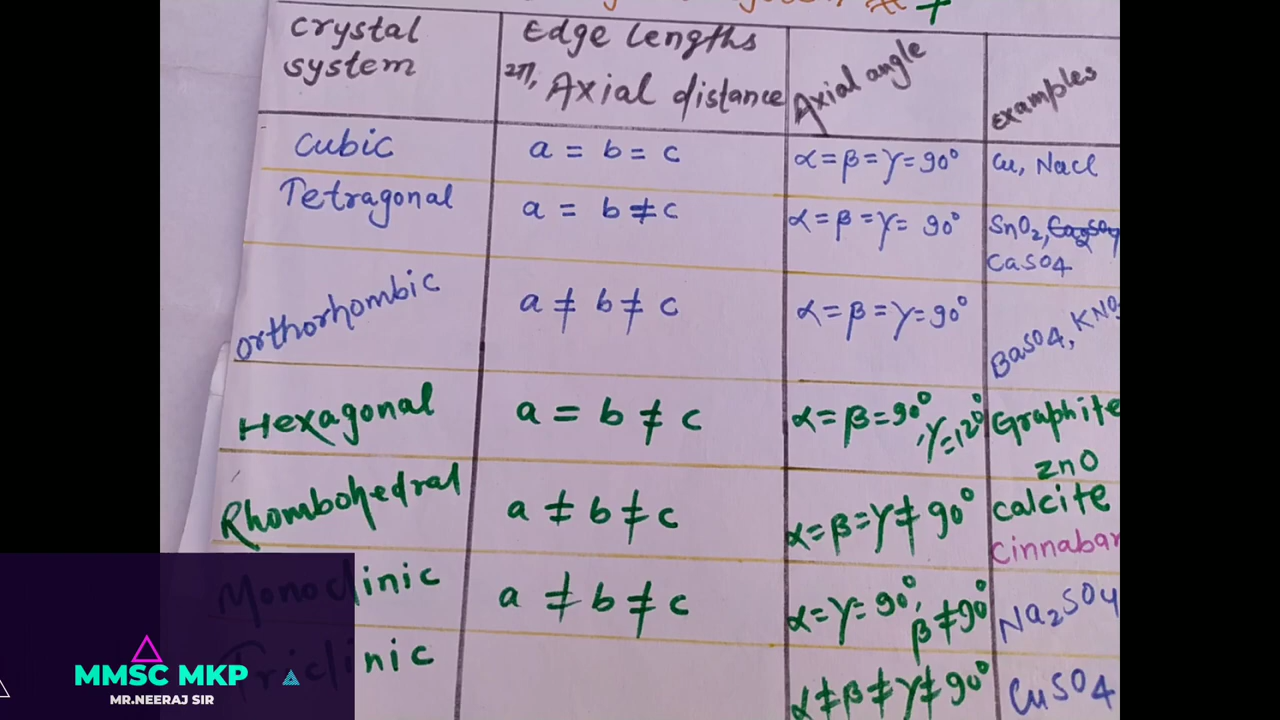 crystal system | Edge lengths या, Axial distance | Axial angle | Examples
Cubic | a = b = c | α=β=γ=90° | Cu, Nacl
Tetragonal | a = b ≠ c | α=β=γ= 90° | SnO2, CaSO4
orthorhombic | a ≠ b ≠ c | α=β=γ=90° | BaSO4, KNO
Hexagonal | a = b ≠ c | α=β=90°, γ=120° | Graphite ZnO
Rhombohedral | a ≠ b ≠ c | α=β=γ≠ 90° | calcite cinnabar
Monoclinic | a ≠ b ≠ c | α=γ= 90°, β≠90° | Na2SO4
Triclinic | α≠β≠γ≠ 90° | CuSO4
MMSC MKP
MR.NEERAJ SIR